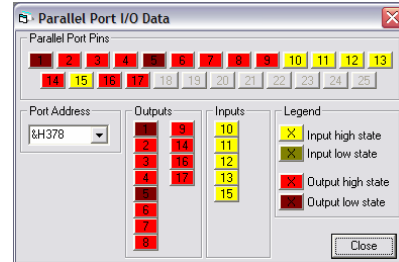 Parallel Port I/O Data
Parallel Port Pins
1 2 3 4 5 6 7 8 9 10 11 12 13
14 15 16 17 18 19 20 21 22 23 24 25
Port Address
&H378
Outputs
1 9
2 14
3 16
4 17
5
6
7
8
Inputs
10
11
12
13
15
Legend
X Input high state
X Input low state
X Output high state
X Output low state
Close